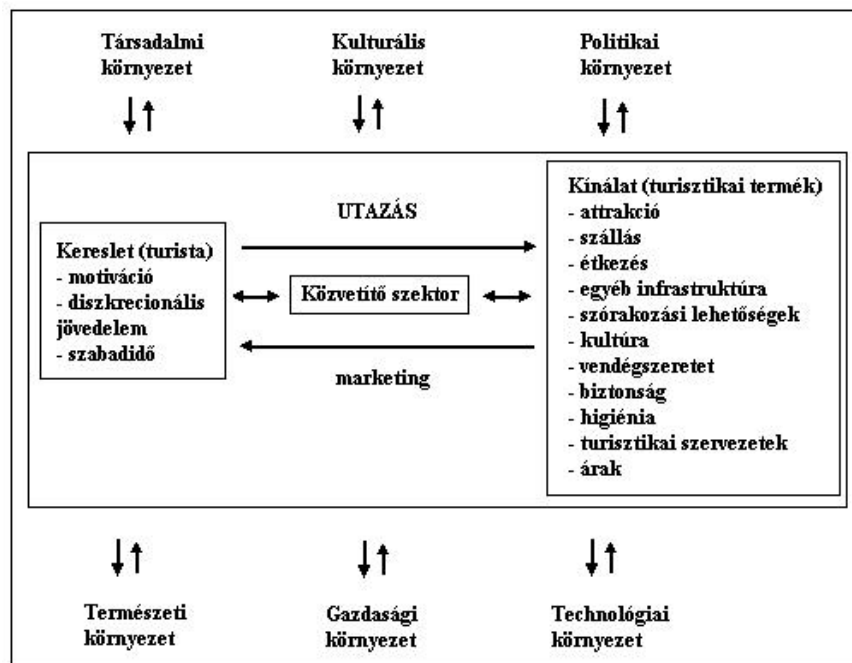 Társadalmi
környezet
Kulturális
környezet
Politikai
környezet
Kereslet (turista)
- motiváció
- diszkrecionális
jövedelem
- szabadidő
UTAZÁS
Közvetítő szektor
marketing
Kínálat (turisztikai termék)
- attrakció
- szállás
- étkezés
- egyéb infrastruktúra
- szórakozási lehetőségek
- kultúra
- vendégszeretet
- biztonság
- higiénia
- turisztikai szervezetek
- árak
Természeti
környezet
Gazdasági
környezet
Technológiai
környezet